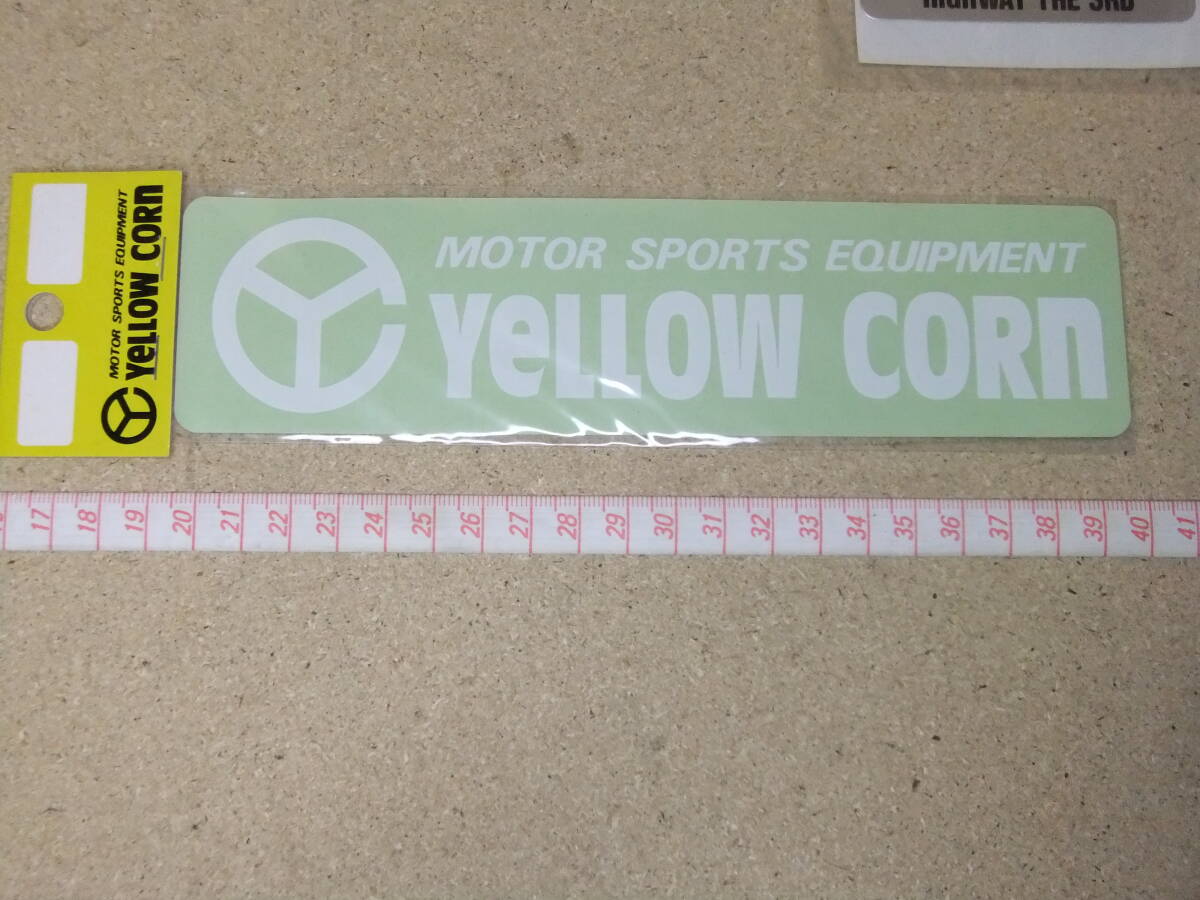 HIGHWAY THE 3RD
MOTOR SPORTS EQUIPMENT
YeLLOW CORn
MOTOR SPORTS EQUIPMENT
YeLLOW CORn
17 18 19 20 21 22 23 24 25 26 27 28 29 30 31 32 33 34 35 36 37 38 39 40 41